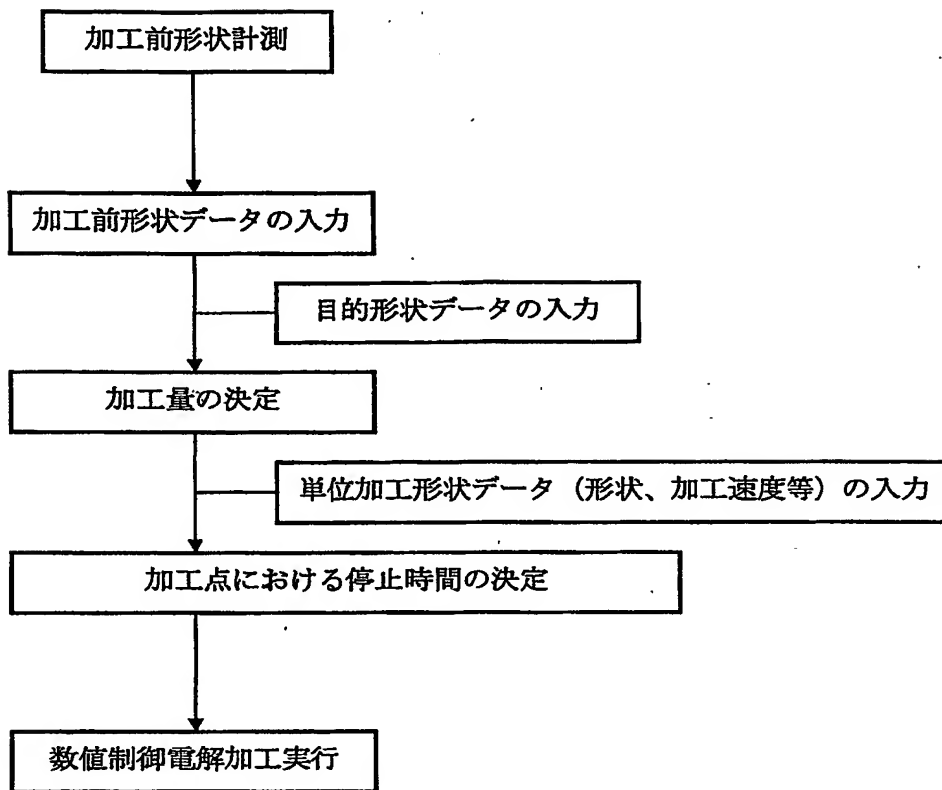 加工前形状計測
加工前形状データの入力
目的形状データの入力
加工量の決定
単位加工形状データ（形状、加工速度等）の入力
加工点における停止時間の決定
数値制御電解加工実行